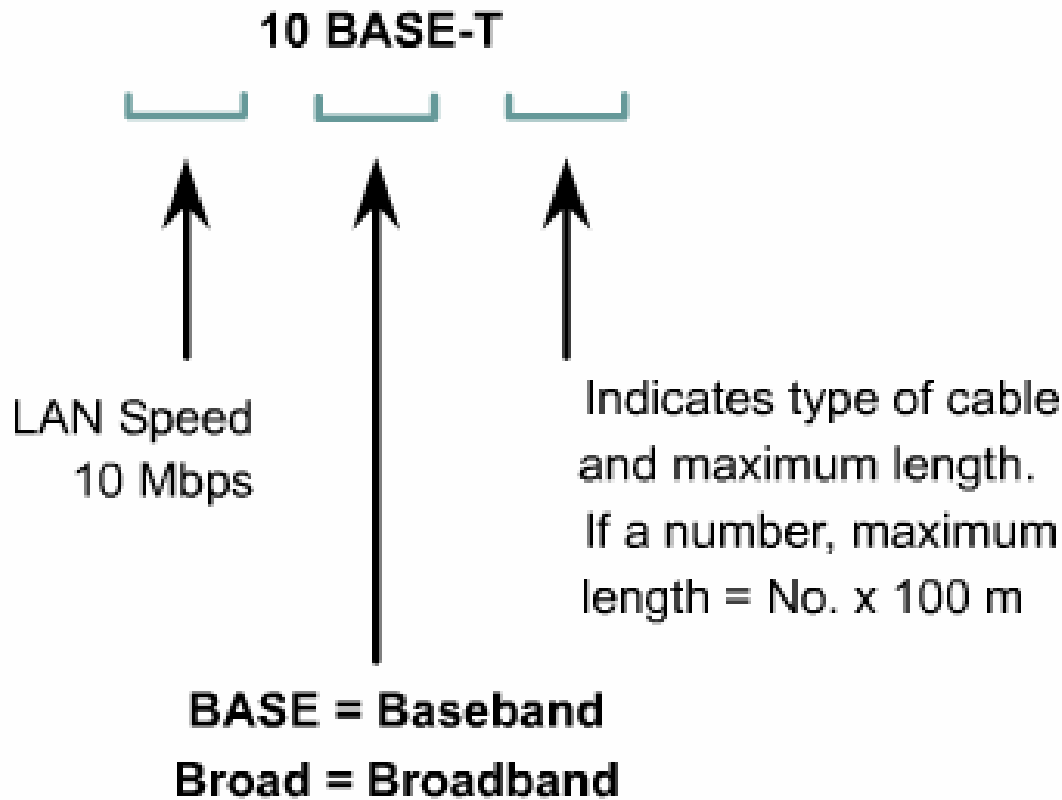 10 BASE-T
LAN Speed
10 Mbps
Indicates type of cable
and maximum length.
If a number, maximum
length = No. x 100 m
BASE = Baseband
Broad = Broadband